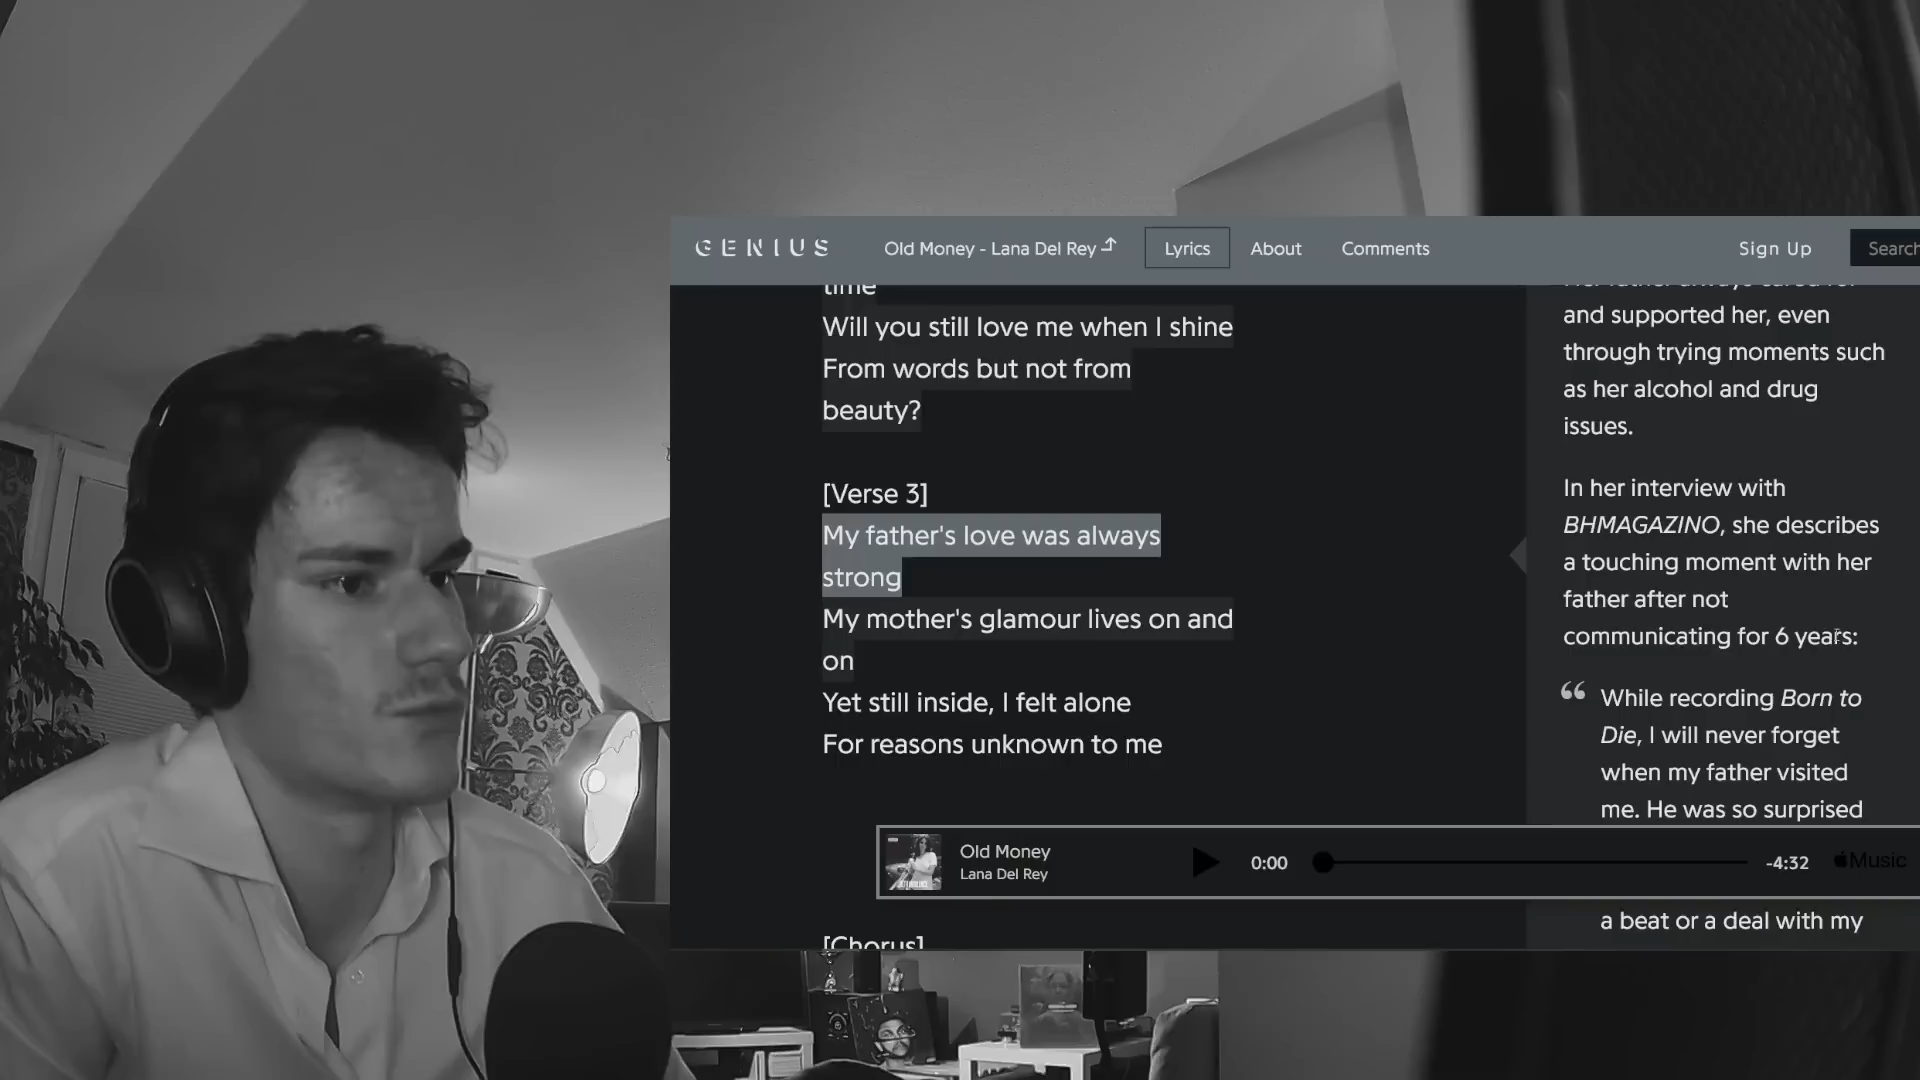 GENIUS
Old Money - Lana Del Rey
Lyrics
About
Comments
Sign Up
Search
time
Will you still love me when I shine
From words but not from
beauty?
[Verse 3]
My father's love was always
strong
My mother's glamour lives on and
on
Yet still inside, I felt alone
For reasons unknown to me
[Chorus]
Her father always cared for
and supported her, even
through trying moments such
as her alcohol and drug
issues.
In her interview with
BHMAGAZINO, she describes
a touching moment with her
father after not
communicating for 6 years:
“ While recording Born to
Die, I will never forget
when my father visited
me. He was so surprised
a beat or a deal with my
Old Money
Lana Del Rey
0:00
-4:32
Music